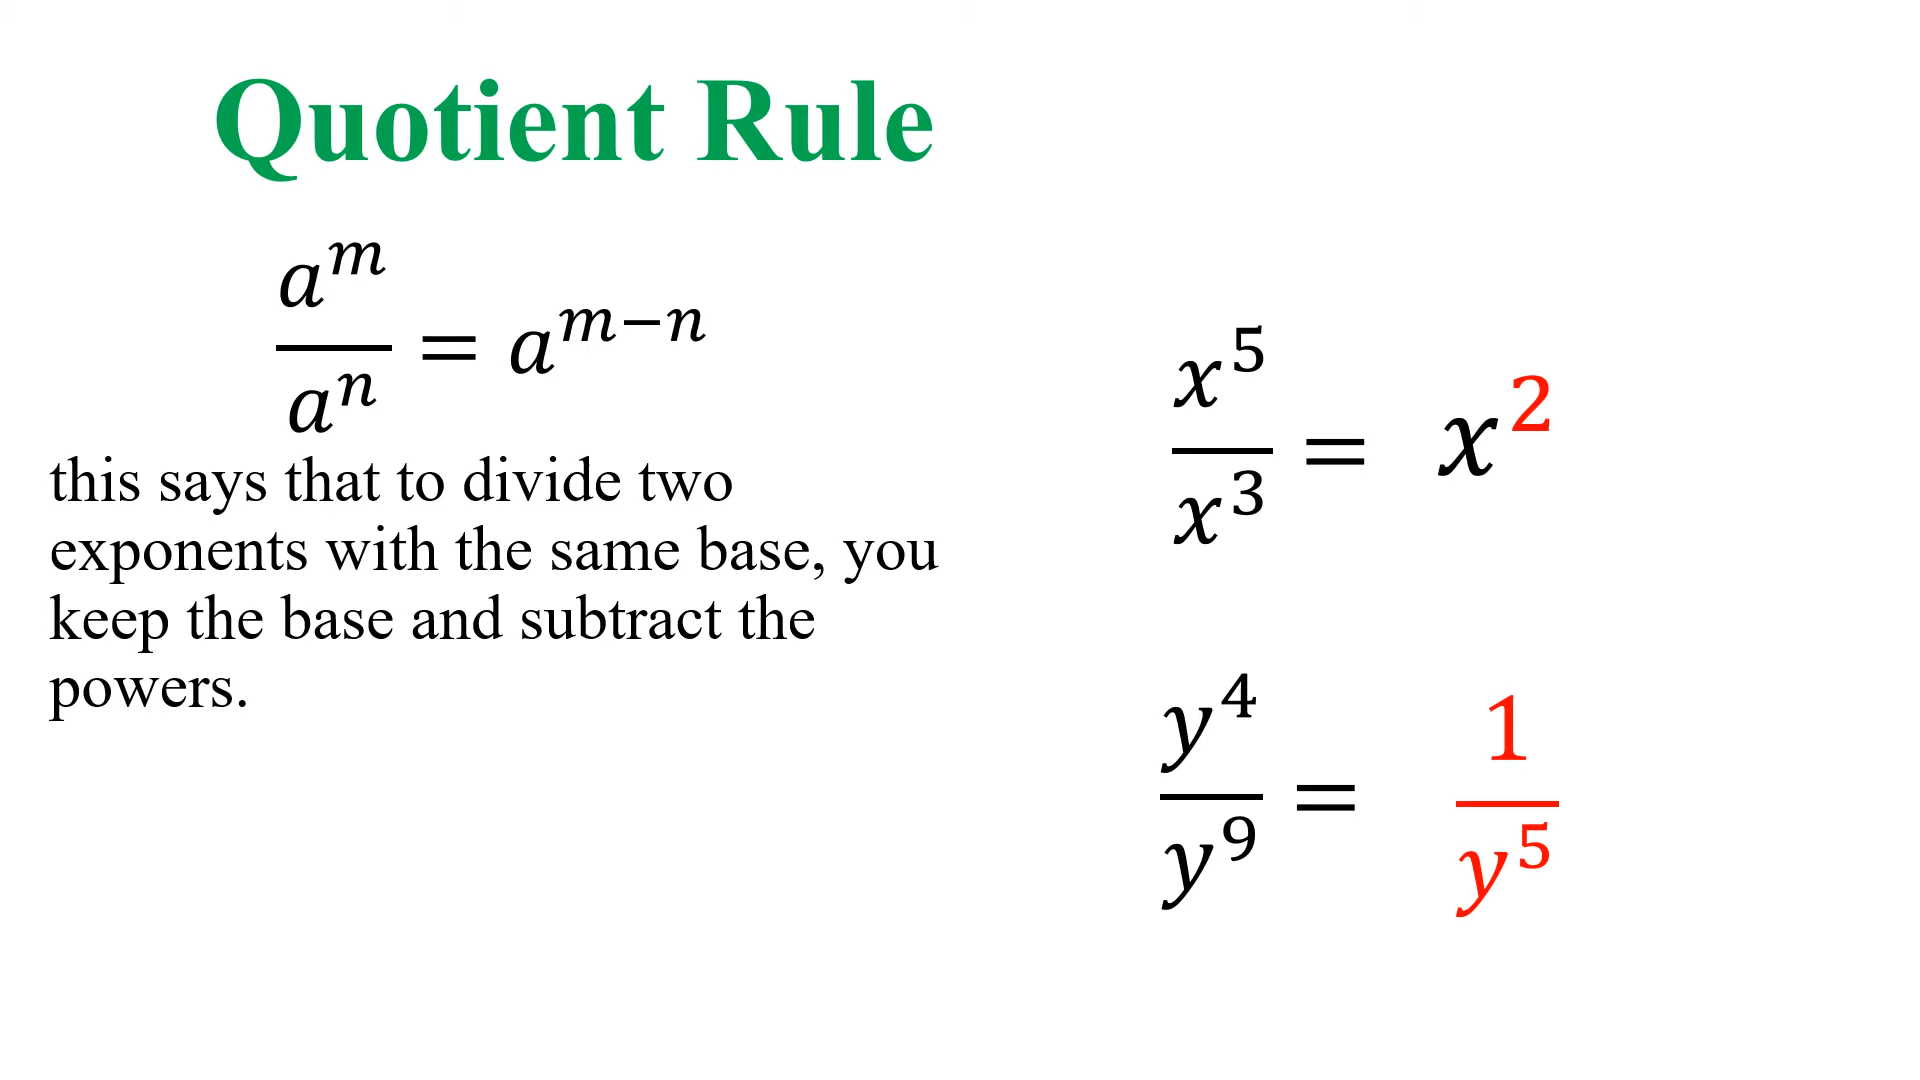 Quotient Rule
a^m / a^n = a^{m−n}
this says that to divide two
exponents with the same base, you
keep the base and subtract the
powers.
x^5 / x^3 = x^2
y^4 / y^9 = 1 / y^5